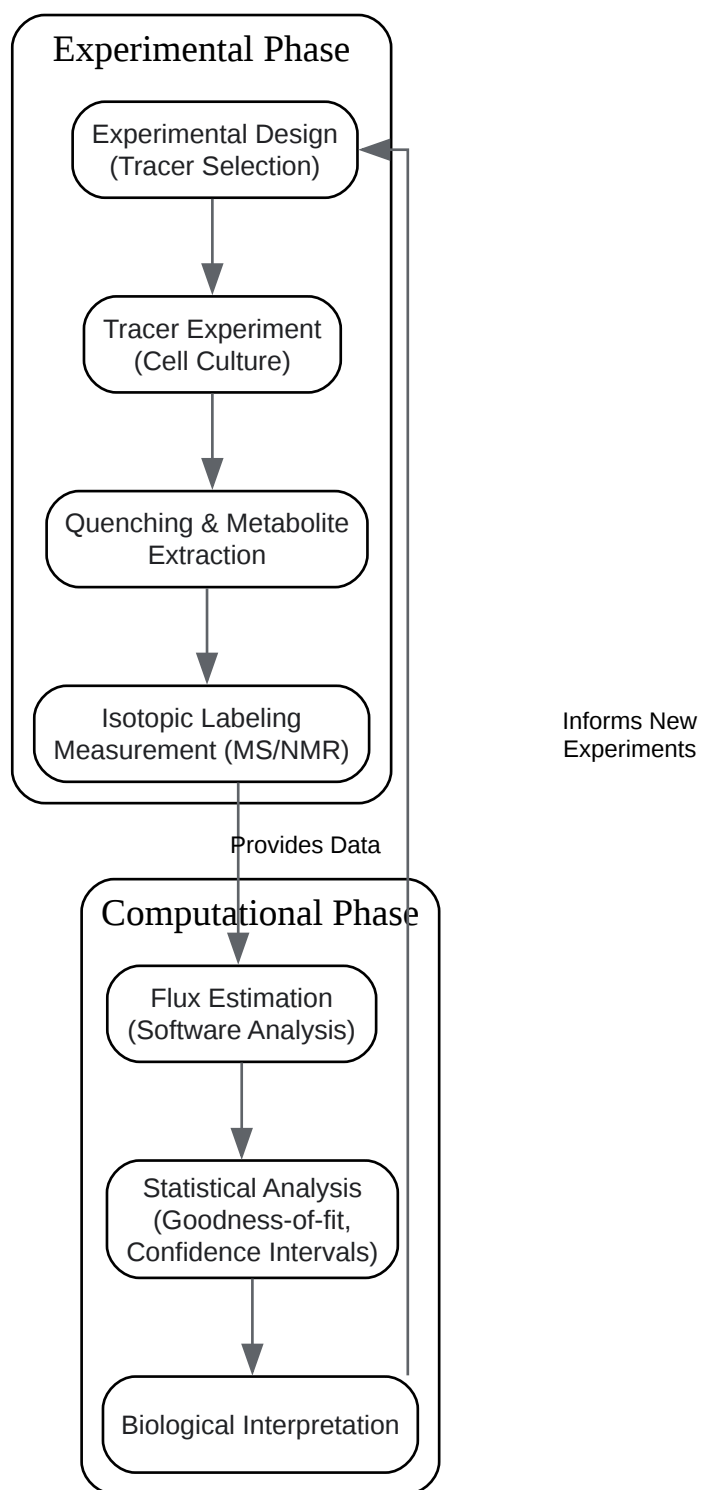 Experimental Phase
Experimental Design
(Tracer Selection)
Tracer Experiment
(Cell Culture)
Quenching & Metabolite
Extraction
Isotopic Labeling
Measurement (MS/NMR)
Informs New
Experiments
Provides Data
Computational Phase
Flux Estimation
(Software Analysis)
Statistical Analysis
(Goodness-of-fit,
Confidence Intervals)
Biological Interpretation